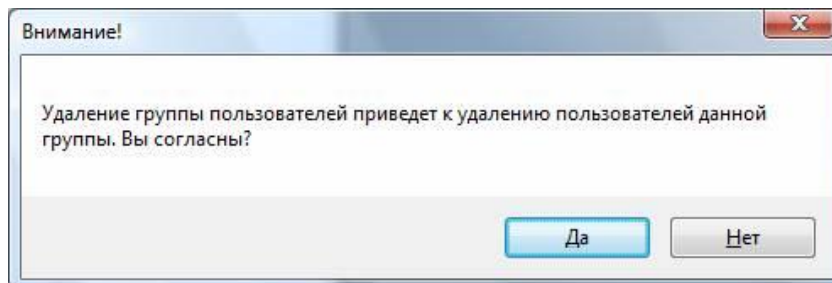 Внимание!
Удаление группы пользователей приведет к удалению пользователей данной
группы. Вы согласны?
Да
Нет